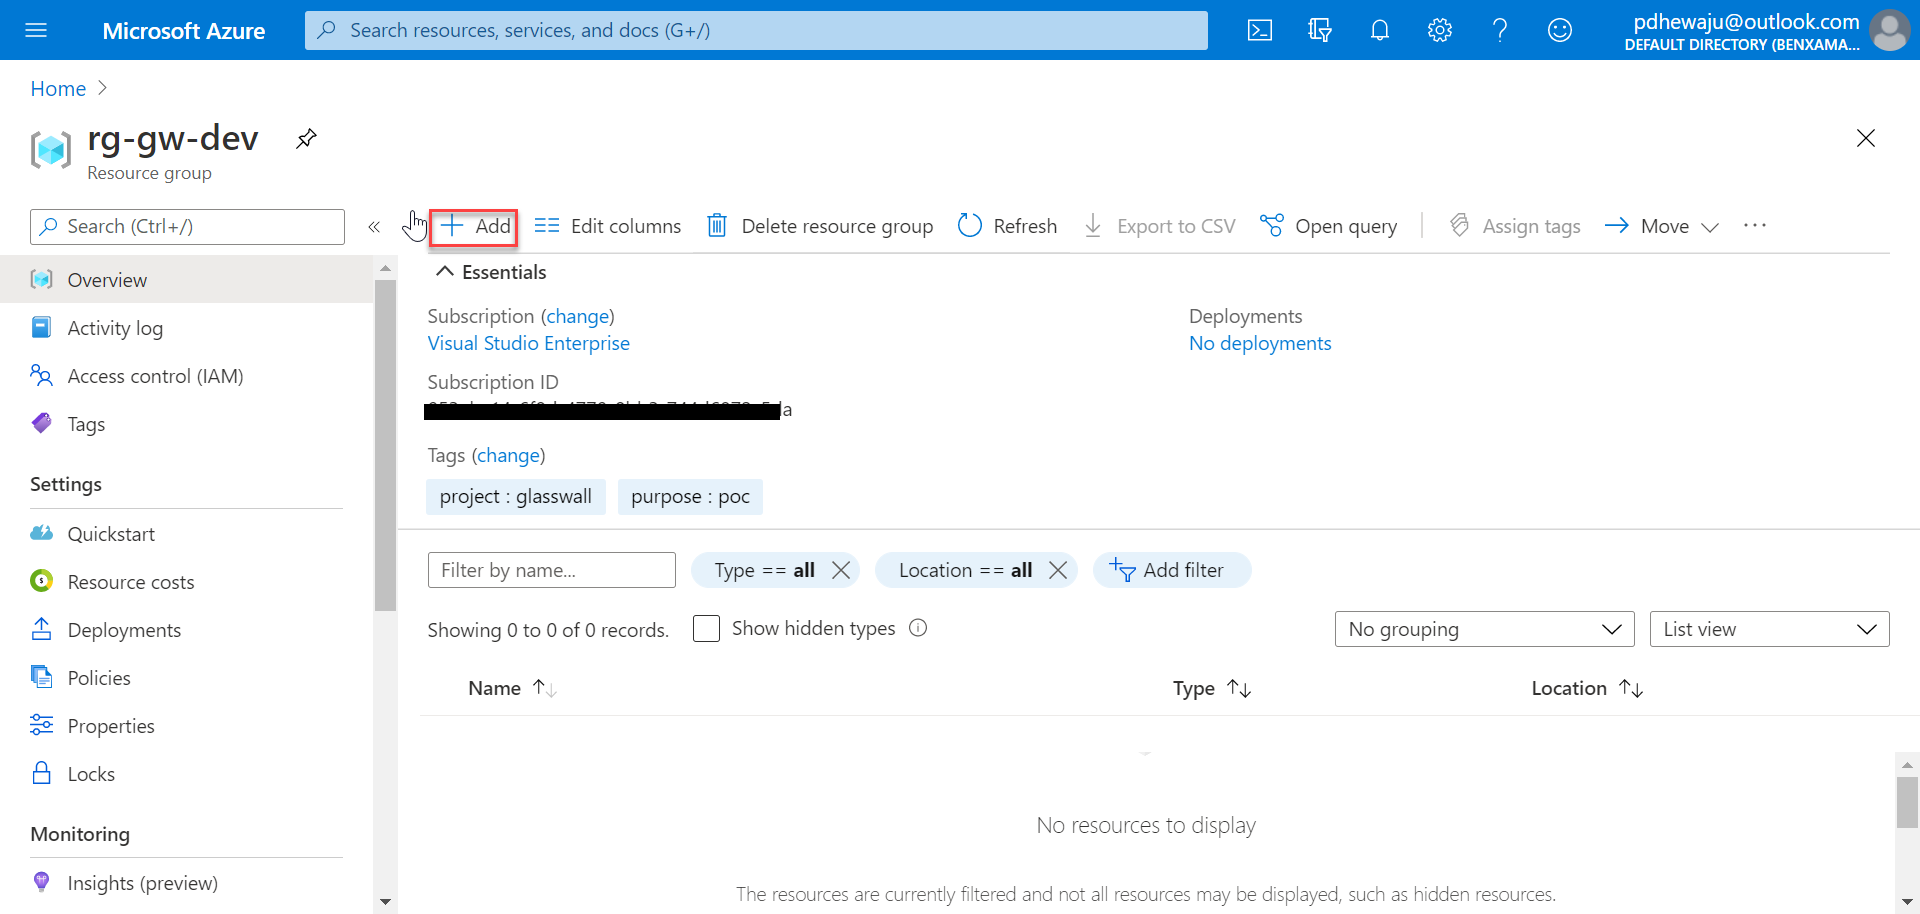 Microsoft Azure
Search resources, services, and docs (G+/)
pdhewaju@outlook.com
DEFAULT DIRECTORY (BENXAMA...
Home
rg-gw-dev
Resource group
Search (Ctrl+/)
«
Add
Edit columns
Delete resource group
Refresh
Export to CSV
Open query
Assign tags
Move
...
Overview
Activity log
Access control (IAM)
Tags
Settings
Quickstart
Resource costs
Deployments
Policies
Properties
Locks
Monitoring
Insights (preview)
Essentials
Subscription (change)
Visual Studio Enterprise
Deployments
No deployments
Subscription ID
Tags (change)
project : glasswall
purpose : poc
Filter by name...
Type == all
Location == all
Add filter
Showing 0 to 0 of 0 records.
Show hidden types
No grouping
List view
Name
Type
Location
No resources to display
The resources are currently filtered and not all resources may be displayed, such as hidden resources.